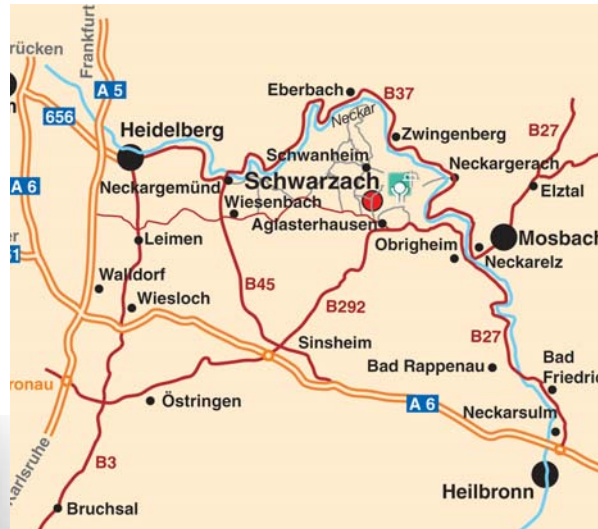 rücken
Frankfurt
A 5
656
A 6
Heidelberg
Eberbach
B37
Neckar
Zwingenberg
B27
Schwanheim
Neckargerach
Neckargemünd
Schwarzach
Elztal
Wiesenbach
Aglasterhausen
Leimen
Obrigheim
Mosbach
Neckarelz
Walldorf
B45
Wiesloch
B292
Sinsheim
B27
Bad Rappenau
Bad
Friedric
ronau
Östringen
A 6
Neckarsulm
Karlsruhe
B3
Heilbronn
Bruchsal